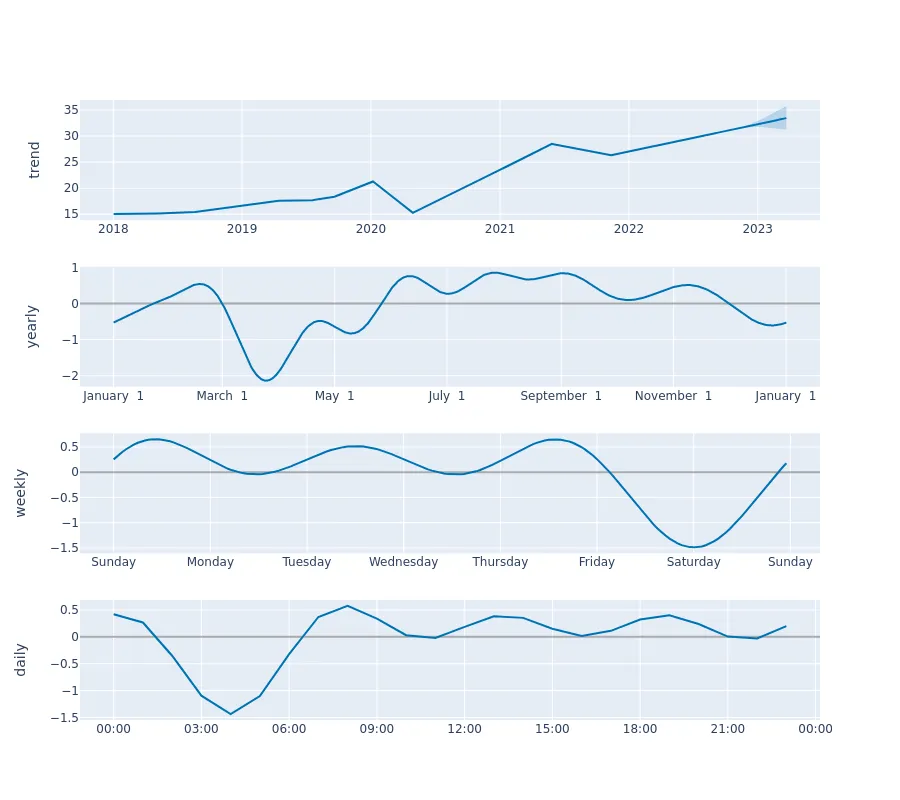 trend
35
30
25
20
15
2018 2019 2020 2021 2022 2023
yearly
1
0
−1
−2
January 1 March 1 May 1 July 1 September 1 November 1 January 1
weekly
0.5
0
−0.5
−1
−1.5
Sunday Monday Tuesday Wednesday Thursday Friday Saturday Sunday
daily
0.5
0
−0.5
−1
−1.5
00:00 03:00 06:00 09:00 12:00 15:00 18:00 21:00 00:00